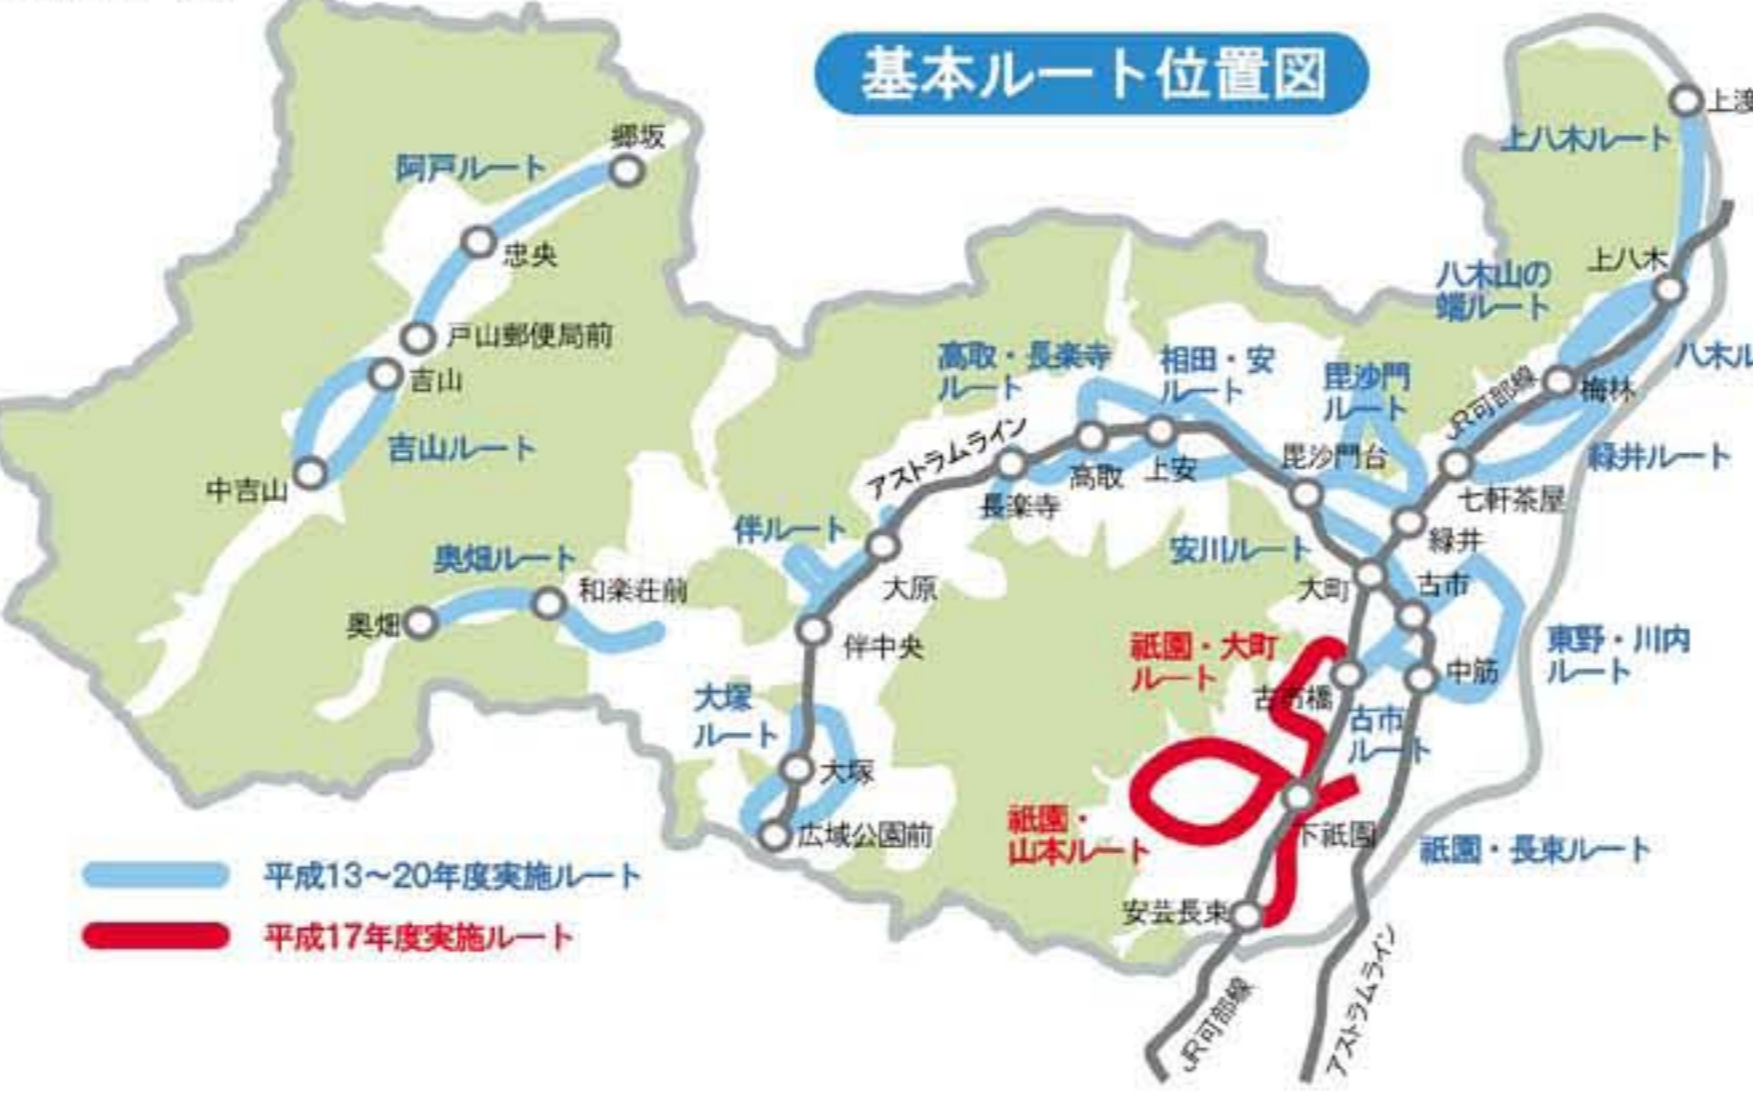 基本ルート位置図
上八木ルート
郷坂
阿戸ルート
忠央
戸山郵便局前
吉山
吉山ルート
中吉山
奥畑ルート
和楽荘前
奥畑
上八木
八木山の
端ルート
梅林
JR可部線
高取・長楽寺
ルート
相田・安
ルート
毘沙門
ルート
アストラムライン
高取
上安
毘沙門台
長楽寺
七軒茶屋
緑井ルート
緑井
伴ルート
大原
安川ルート
大町
古市
伴中央
祇園・大町
ルート
古市橋
中筋
東野・川内
ルート
古市
ルート
大塚
ルート
大塚
広域公園前
祇園・
山本ルート
下祇園
祇園・長束ルート
安芸長束
JR可部線
アストラムライン
平成13～20年度実施ルート
平成17年度実施ルート